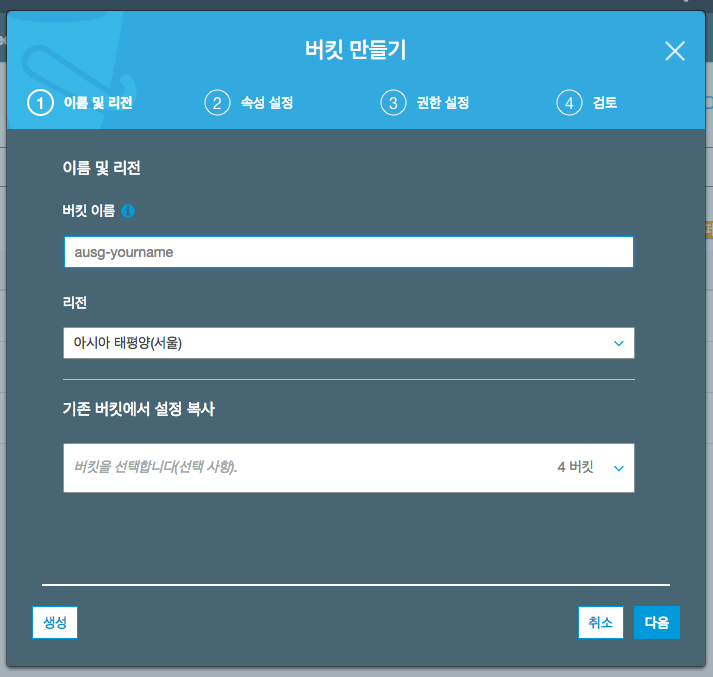 버킷 만들기
1 이름 및 리전
2 속성 설정
3 권한 설정
4 검토
이름 및 리전
버킷 이름
ausg-yourname
리전
아시아 태평양(서울)
기존 버킷에서 설정 복사
버킷을 선택합니다(선택 사항). 4 버킷
생성 취소 다음